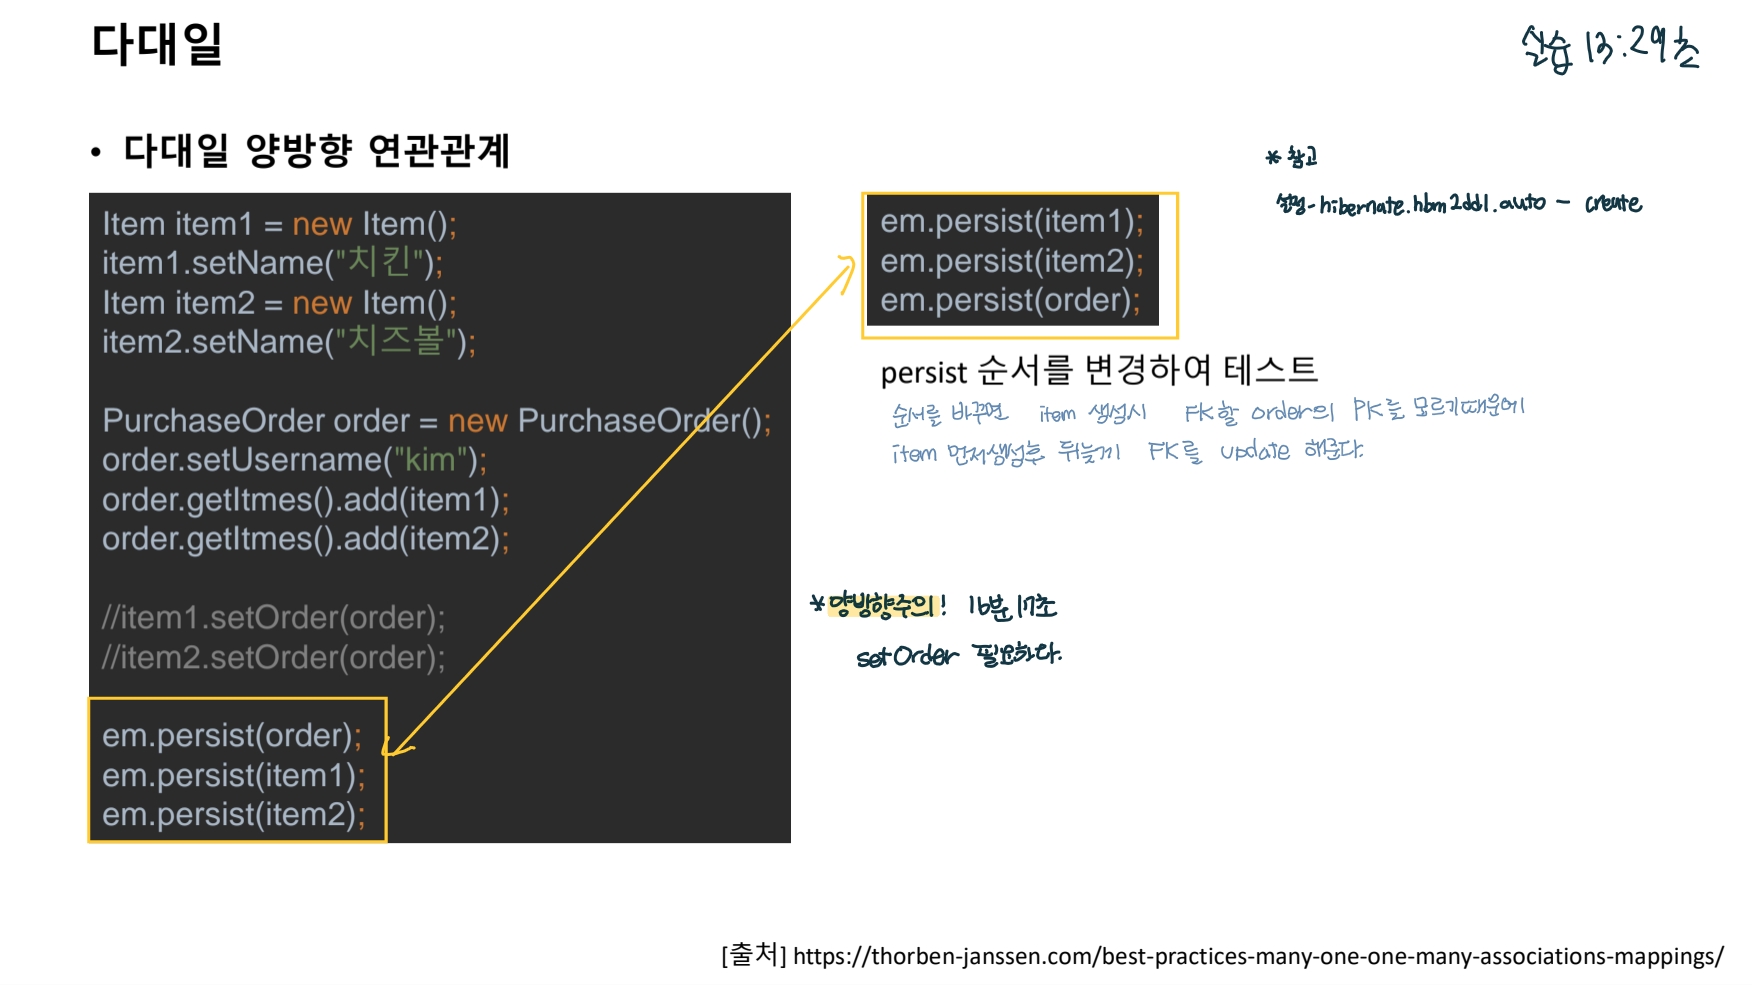 다대일
실습 13:29초
• 다대일 양방향 연관관계
* 참고
설정-hibernate.hbm2ddl.auto - create
Item item1 = new Item();
item1.setName("치킨");
Item item2 = new Item();
item2.setName("치즈볼");
PurchaseOrder order = new PurchaseOrder();
order.setUsername("kim");
order.getItmes().add(item1);
order.getItmes().add(item2);
//item1.setOrder(order);
//item2.setOrder(order);
em.persist(order);
em.persist(item1);
em.persist(item2);
em.persist(item1);
em.persist(item2);
em.persist(order);
persist 순서를 변경하여 테스트
순서를 바꾸면 item 생성시 FK할 order의 PK를 모르기때문에
item 먼저생성후 뒤늦게 FK를 update 해준다.
*양방향주의! 16분17초
setOrder 필요하다.
[출처] https://thorben-janssen.com/best-practices-many-one-one-many-associations-mappings/